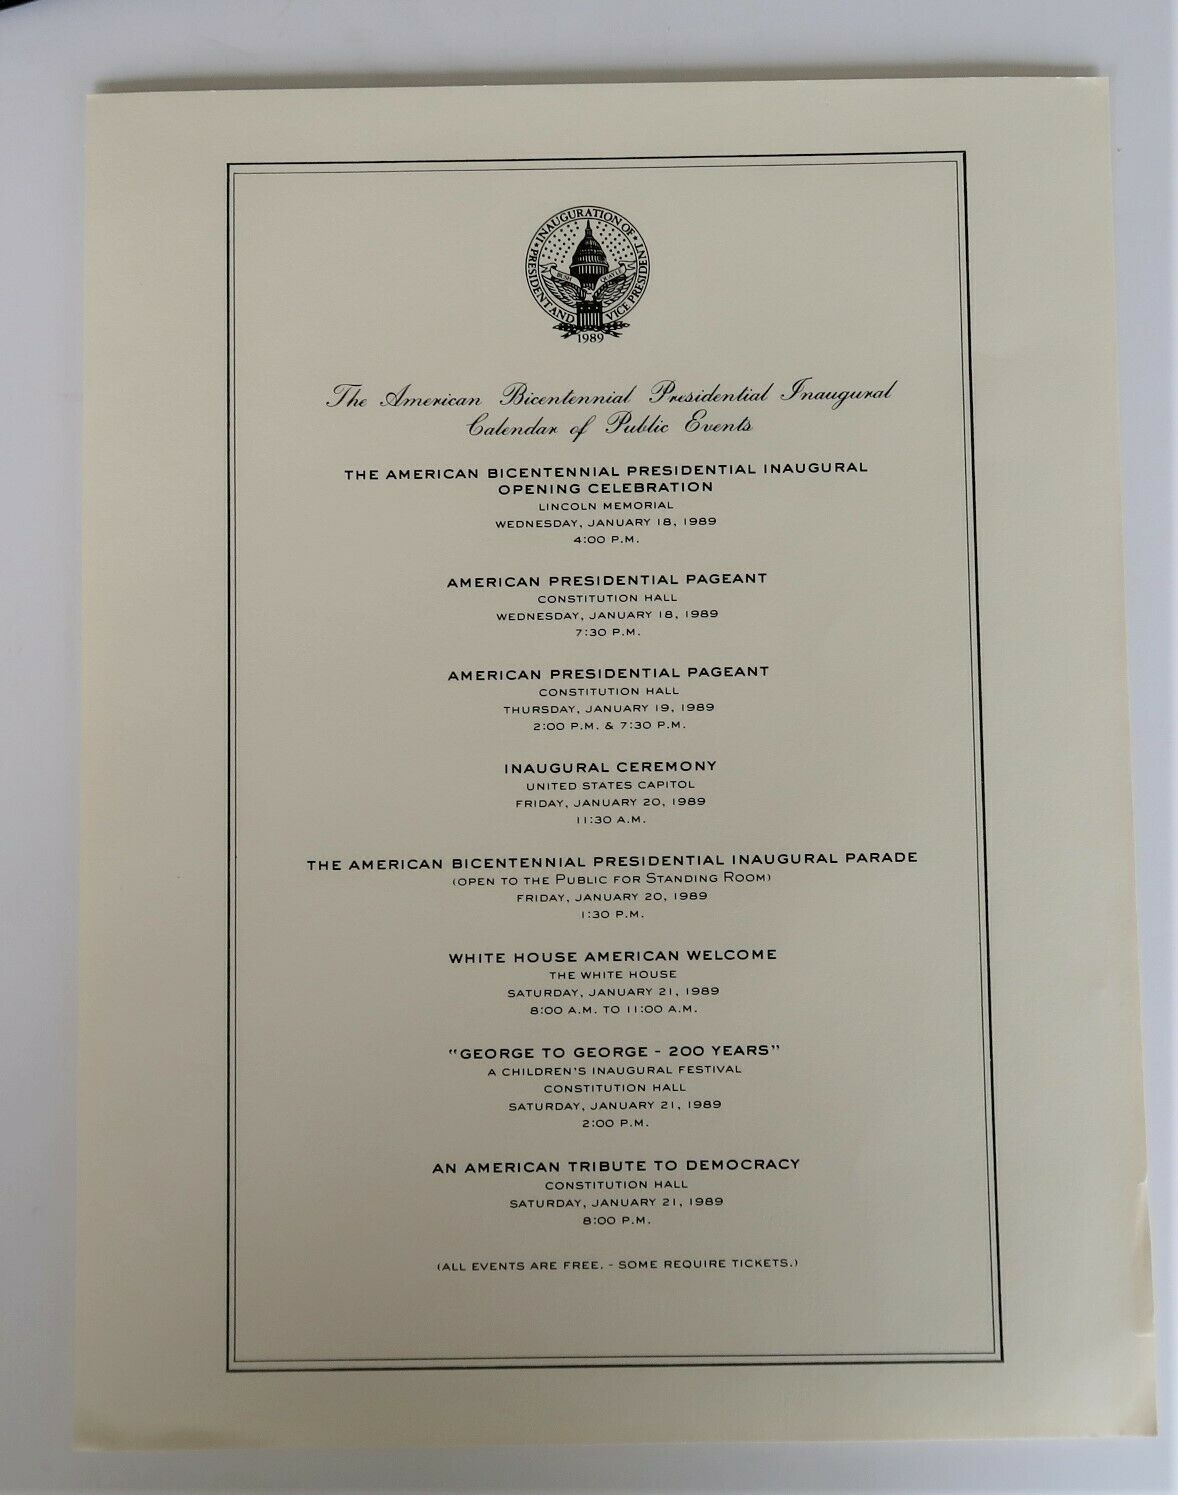 INAUGURATION OF
PRESIDENT AND VICE PRESIDENT
BUSH QUAYLE
1989
The American Bicentennial Presidential Inaugural
Calendar of Public Events
THE AMERICAN BICENTENNIAL PRESIDENTIAL INAUGURAL
OPENING CELEBRATION
LINCOLN MEMORIAL
WEDNESDAY, JANUARY 18, 1989
4:00 P.M.
AMERICAN PRESIDENTIAL PAGEANT
CONSTITUTION HALL
WEDNESDAY, JANUARY 18, 1989
7:30 P.M.
AMERICAN PRESIDENTIAL PAGEANT
CONSTITUTION HALL
THURSDAY, JANUARY 19, 1989
2:00 P.M. & 7:30 P.M.
INAUGURAL CEREMONY
UNITED STATES CAPITOL
FRIDAY, JANUARY 20, 1989
11:30 A.M.
THE AMERICAN BICENTENNIAL PRESIDENTIAL INAUGURAL PARADE
(OPEN TO THE PUBLIC FOR STANDING ROOM)
FRIDAY, JANUARY 20, 1989
1:30 P.M.
WHITE HOUSE AMERICAN WELCOME
THE WHITE HOUSE
SATURDAY, JANUARY 21, 1989
8:00 A.M. TO 11:00 A.M.
"GEORGE TO GEORGE - 200 YEARS"
A CHILDREN'S INAUGURAL FESTIVAL
CONSTITUTION HALL
SATURDAY, JANUARY 21, 1989
2:00 P.M.
AN AMERICAN TRIBUTE TO DEMOCRACY
CONSTITUTION HALL
SATURDAY, JANUARY 21, 1989
8:00 P.M.
(ALL EVENTS ARE FREE. - SOME REQUIRE TICKETS.)